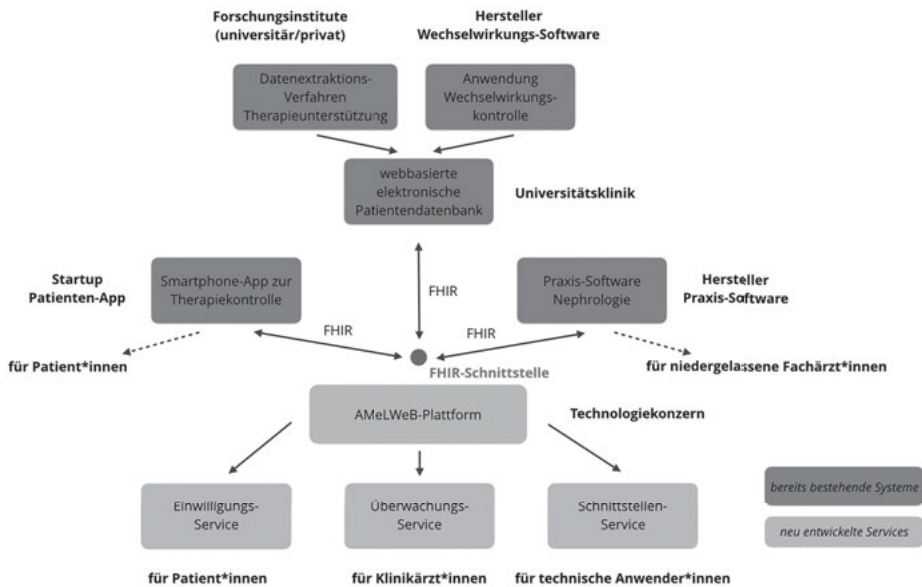 Forschungsinstitute
(universitär/privat)
Hersteller
Wechselwirkungs-Software
Datenextraktions-
Verfahren
Therapieunterstützung
Anwendung
Wechselwirkungs-
kontrolle
webbasierte
elektronische
Patientendatenbank
Universitätsklinik
Startup
Patienten-App
Smartphone-App zur
Therapiekontrolle
FHIR
Praxis-Software
Nephrologie
Hersteller
Praxis-Software
FHIR
FHIR
für Patient*innen
FHIR-Schnittstelle
für niedergelassene Fachärzt*innen
AMeLWeB-Plattform
Technologiekonzern
Einwilligungs-
Service
Überwachungs-
Service
Schnittstellen-
Service
bereits bestehende Systeme
neu entwickelte Services
für Patient*innen
für Klinikärzt*innen
für technische Anwender*innen